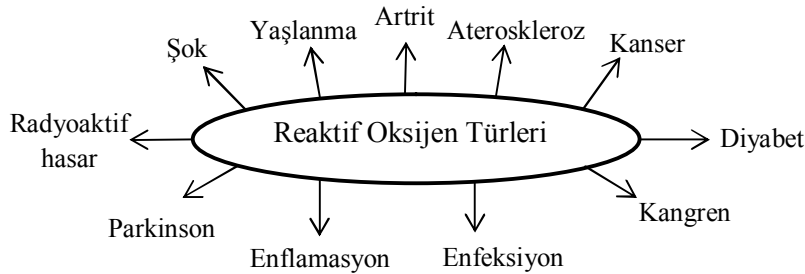 Artrit
Yaşlanma
Ateroskleroz
Şok
Kanser
Radyoaktif
hasar
Reaktif Oksijen Türleri
Diyabet
Parkinson
Kangren
Enflamasyon
Enfeksiyon